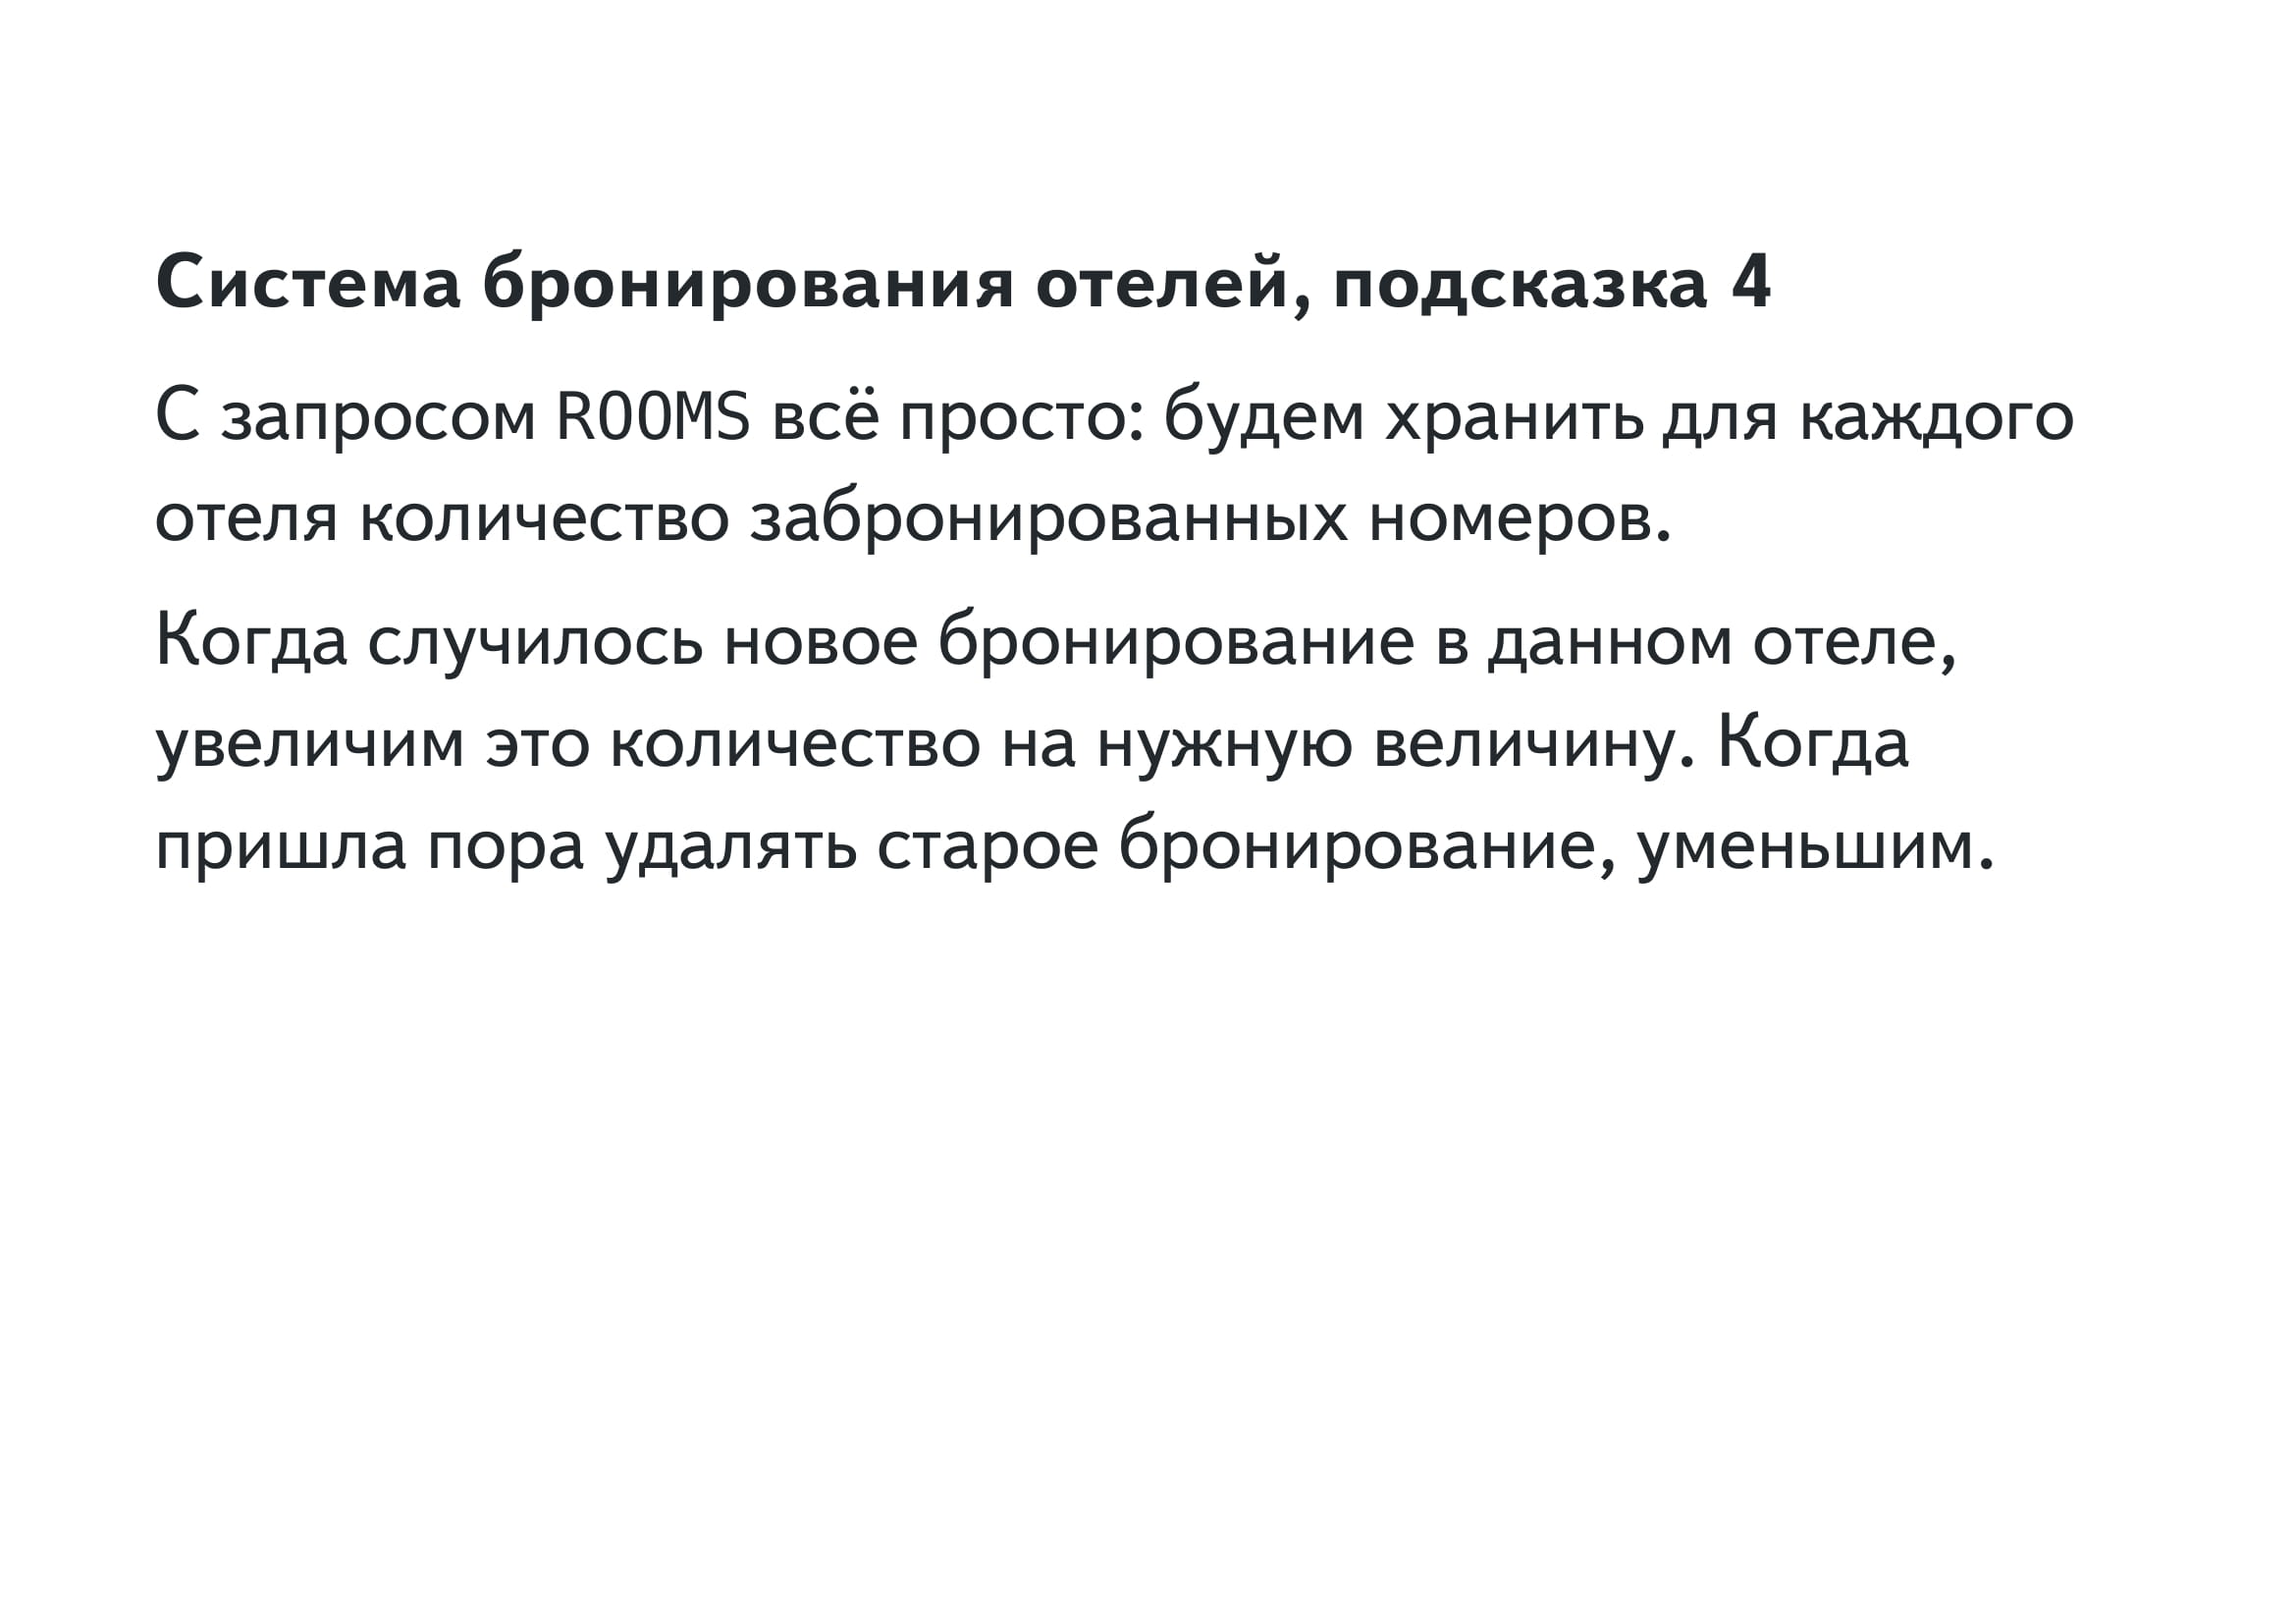 Система бронирования отелей, подсказка 4
С запросом ROOMS всё просто: будем хранить для каждого
отеля количество забронированных номеров.
Когда случилось новое бронирование в данном отеле,
увеличим это количество на нужную величину. Когда
пришла пора удалять старое бронирование, уменьшим.